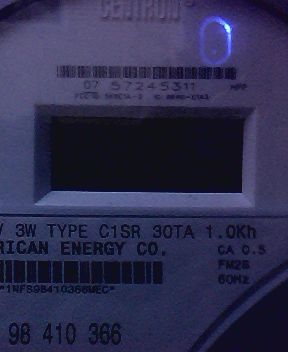 CENTRON
07 57245311
V 3W TYPE C1SR 30TA 1.0Kh
RICAN ENERGY CO. CA 0.5
FM2S
60Hz
98 410 366